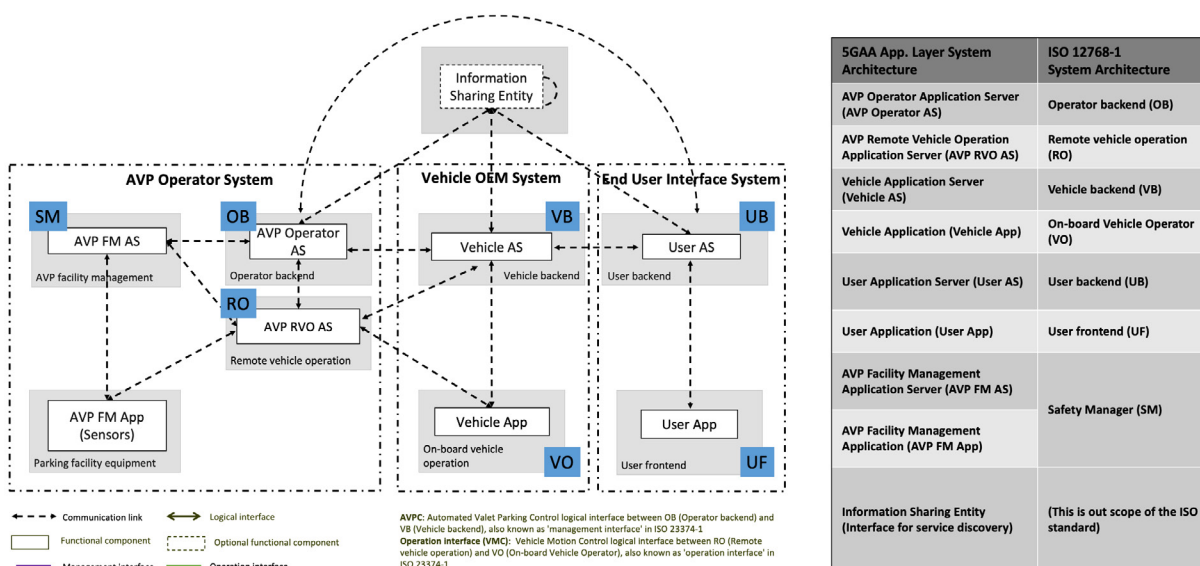 Information
Sharing Entity
AVP Operator System
Vehicle OEM System
End User Interface System
SM
OB
VB
UB
AVP FM AS
AVP Operator
AS
Vehicle AS
User AS
AVP facility management
Operator backend
Vehicle backend
User backend
RO
AVP RVO AS
Remote vehicle operation
AVP FM App
(Sensors)
Vehicle App
User App
Parking facility equipment
On-board vehicle
operation
VO
User frontend
UF
Communication link
Logical interface
Functional component
Optional functional component
Management interface
Operation interface
AVPC: Automated Valet Parking Control logical interface between OB (Operator backend) and
VB (Vehicle backend), also known as 'management interface' in ISO 23374-1
Operation interface (VMC): Vehicle Motion Control logical interface between RO (Remote
vehicle operation) and VO (On-board Vehicle Operator), also known as 'operation interface' in
ISO 23374-1
5GAA App. Layer System
Architecture
ISO 12768-1
System Architecture
AVP Operator Application Server
(AVP Operator AS)
Operator backend (OB)
AVP Remote Vehicle Operation
Application Server (AVP RVO AS)
Remote vehicle operation
(RO)
Vehicle Application Server
(Vehicle AS)
Vehicle backend (VB)
Vehicle Application (Vehicle App)
On-board Vehicle Operator
(VO)
User Application Server (User AS)
User backend (UB)
User Application (User App)
User frontend (UF)
AVP Facility Management
Application Server (AVP FM AS)
Safety Manager (SM)
AVP Facility Management
Application (AVP FM App)
Information Sharing Entity
(Interface for service discovery)
(This is out scope of the ISO
standard)